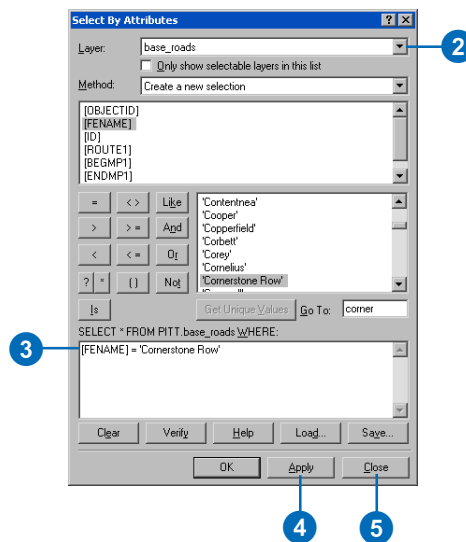 Select By Attributes
Layer: base_roads
2
Only show selectable layers in this list
Method: Create a new selection
[OBJECTID]
[FENAME]
[ID]
[ROUTE1]
[BEGMP1]
[ENDMP1]
= <> Like
> >= And
< <= Or
? * () Not
Is
'Contentnea'
'Cooper'
'Copperfield'
'Corbett'
'Corey'
'Cornelius'
'Cornerstone Row'
Get Unique Values Go To: corner
SELECT * FROM PITT.base_roads WHERE:
3
[FENAME] = 'Cornerstone Row'
Clear Verify Help Load... Save...
OK Apply Close
4 5